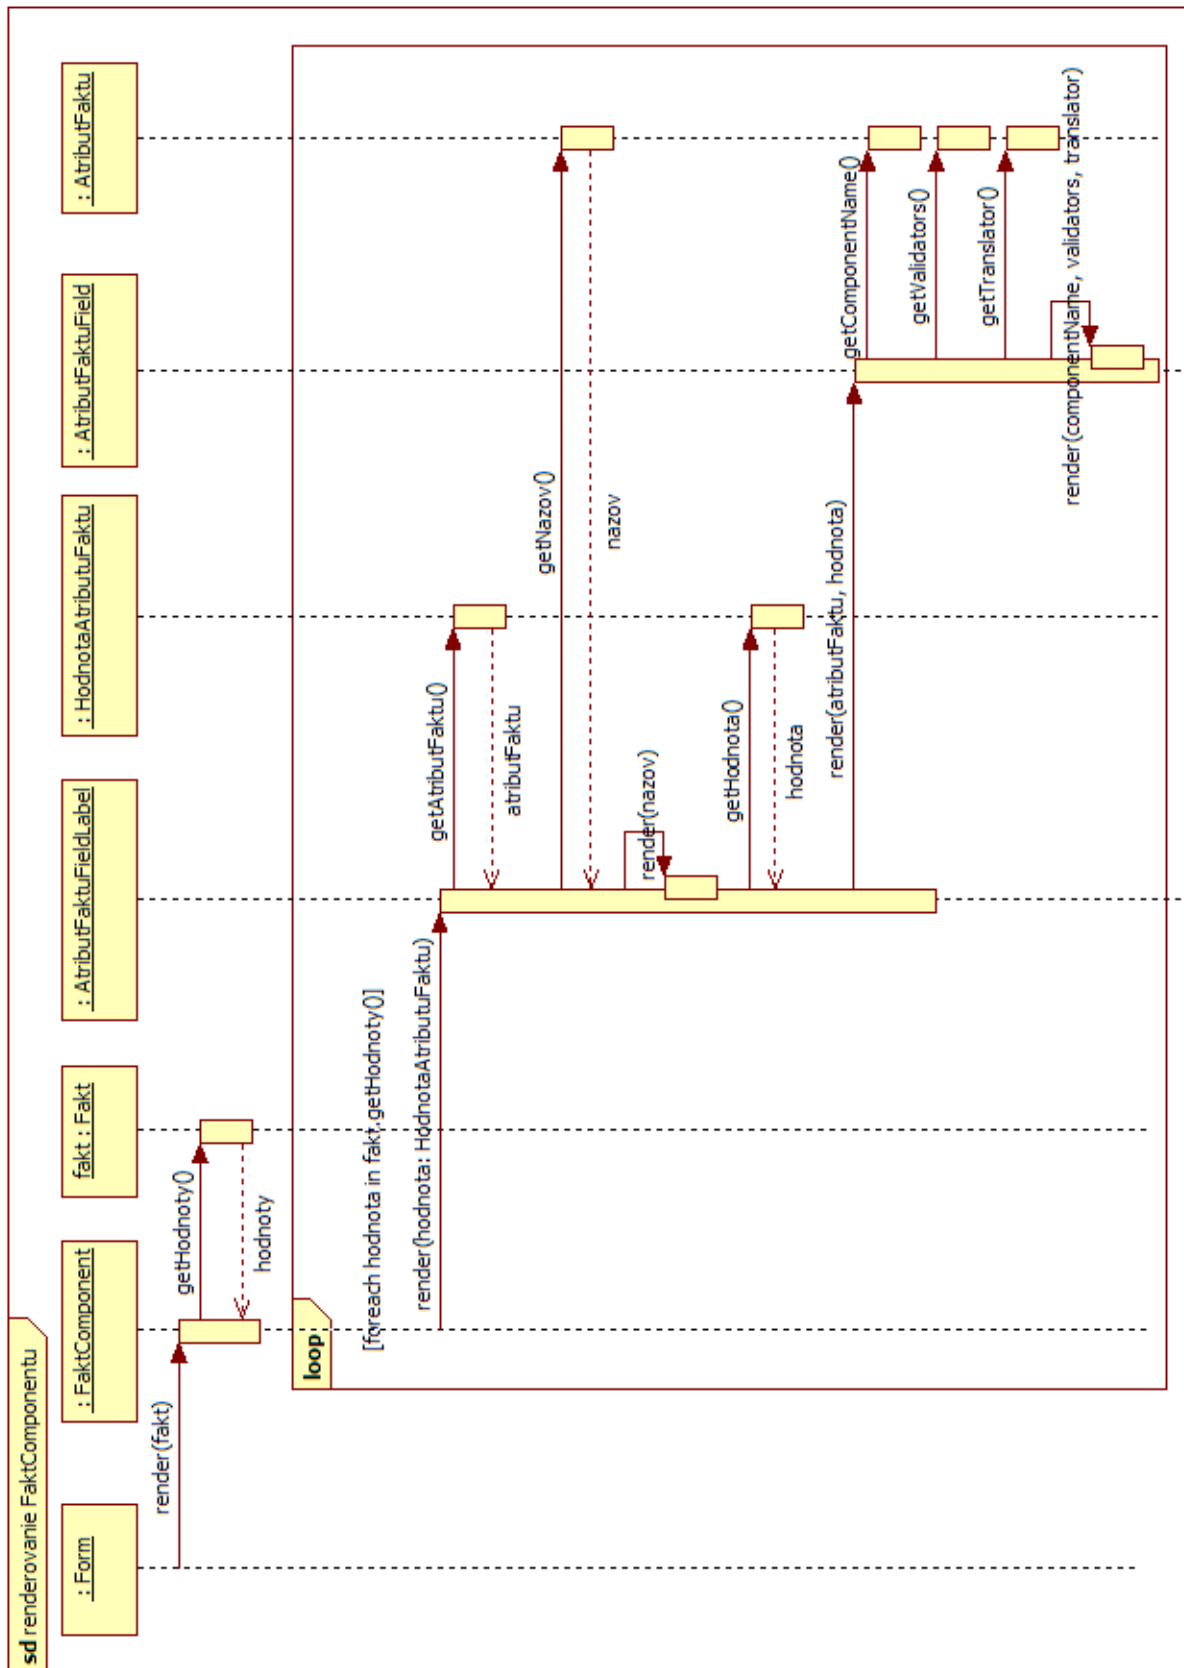 sd renderovanie FaktComponentu
: Form
: FaktComponent
fakt : Fakt
: AtributFaktuFieldLabel
: HodnotaAtributuFaktu
: AtributFaktuField
: AtributFaktu
render(fakt)
getHodnoty()
hodnoty
loop
[foreach hodnota in fakt.getHodnoty()]
render(hodnota: HodnotaAtributuFaktu)
getAtributFaktu()
atributFaktu
getNazov()
nazov
render(nazov)
getHodnota()
hodnota
render(atributFaktu, hodnota)
getComponentName()
getValidators()
getTranslator()
render(componentName, validators, translator)